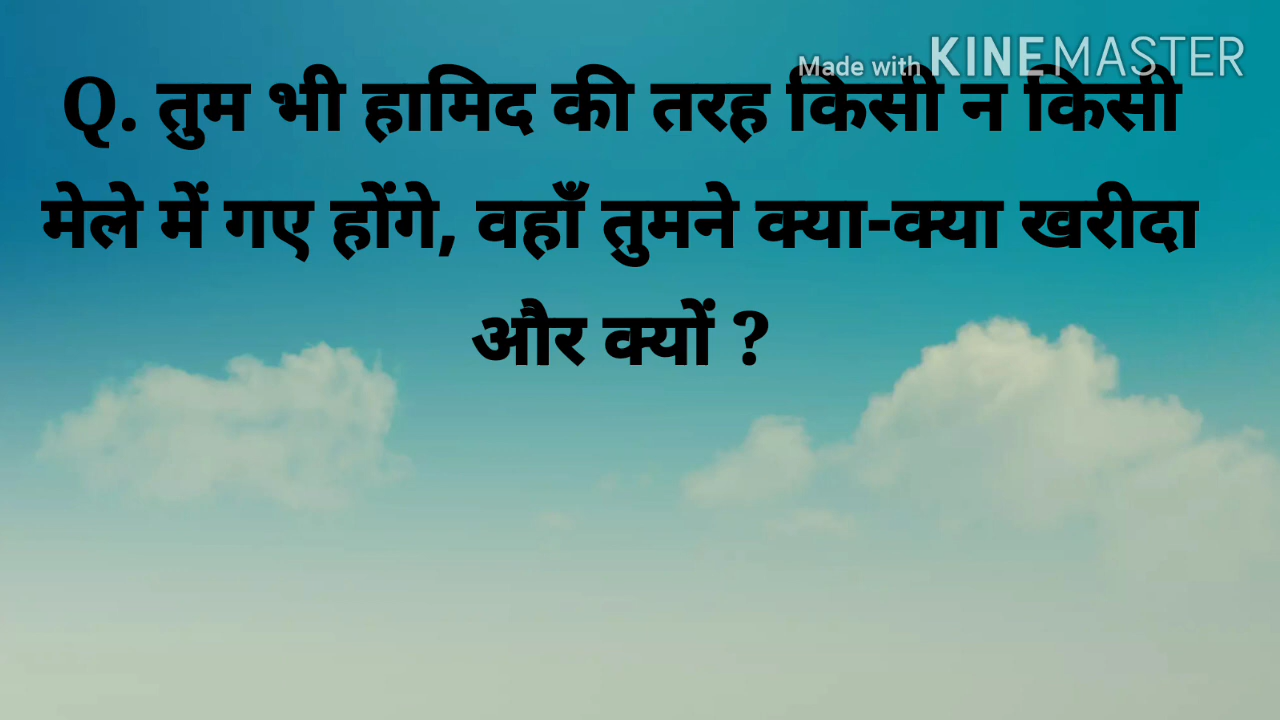 Made with KINEMASTER
Q. तुम भी हामिद की तरह किसी न किसी
मेले में गए होंगे, वहाँ तुमने क्या-क्या खरीदा
और क्यों ?